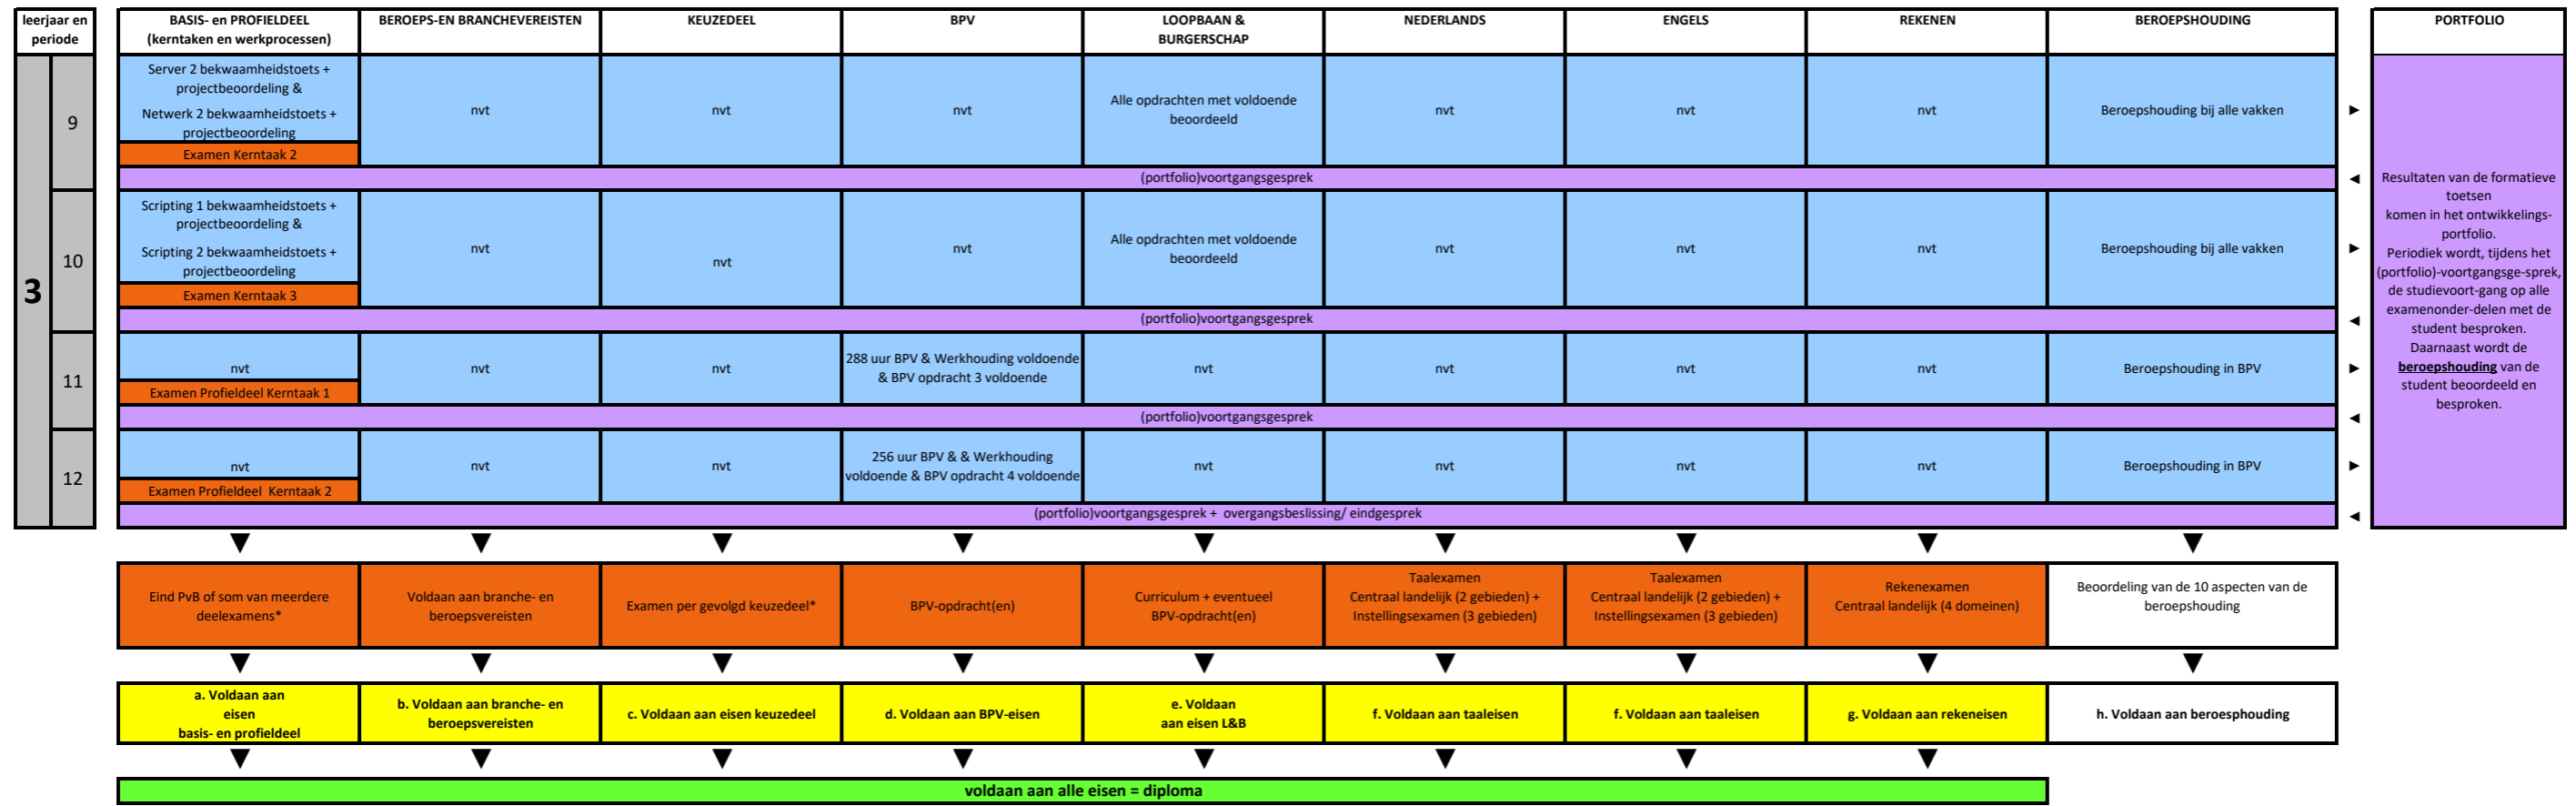 leerjaar en
periode
BASIS- en PROFIELDEEL
(kerntaken en werkprocessen)
BEROEPS-EN BRANCHEVEREISTEN
KEUZEDEEL
BPV
LOOPBAAN &
BURGERSCHAP
NEDERLANDS
ENGELS
REKENEN
BEROEPSHOUDING
PORTFOLIO
3
9
Server 2 bekwaamheidstoets +
projectbeoordeling &
Netwerk 2 bekwaamheidstoets +
projectbeoordeling
Examen Kerntaak 2
nvt
nvt
nvt
Alle opdrachten met voldoende
beoordeeld
nvt
nvt
nvt
Beroepshouding bij alle vakken
(portfolio)voortgangsgesprek
10
Scripting 1 bekwaamheidstoets +
projectbeoordeling &
Scripting 2 bekwaamheidstoets +
projectbeoordeling
Examen Kerntaak 3
nvt
nvt
nvt
Alle opdrachten met voldoende
beoordeeld
nvt
nvt
nvt
Beroepshouding bij alle vakken
(portfolio)voortgangsgesprek
11
nvt
Examen Profieldeel Kerntaak 1
nvt
nvt
288 uur BPV & Werkhouding voldoende
& BPV opdracht 3 voldoende
nvt
nvt
nvt
nvt
Beroepshouding in BPV
(portfolio)voortgangsgesprek
12
nvt
Examen Profieldeel Kerntaak 2
nvt
nvt
256 uur BPV & & Werkhouding
voldoende & BPV opdracht 4 voldoende
nvt
nvt
nvt
nvt
Beroepshouding in BPV
(portfolio)voortgangsgesprek + overgangsbeslissing/ eindgesprek
Resultaten van de formatieve
toetsen
komen in het ontwikkelings-
portfolio.
Periodiek wordt, tijdens het
(portfolio)-voortgangsge-sprek,
de studievoort-gang op alle
examenonder-delen met de
student besproken.
Daarnaast wordt de
beroepshouding van de
student beoordeeld en
besproken.
Eind PvB of som van meerdere
deelexamens*
Voldaan aan branche- en
beroepsvereisten
Examen per gevolgd keuzedeel*
BPV-opdracht(en)
Curriculum + eventueel
BPV-opdracht(en)
Taalexamen
Centraal landelijk (2 gebieden) +
Instellingsexamen (3 gebieden)
Taalexamen
Centraal landelijk (2 gebieden) +
Instellingsexamen (3 gebieden)
Rekenexamen
Centraal landelijk (4 domeinen)
Beoordeling van de 10 aspecten van de
beroepshouding
a. Voldaan aan
eisen
basis- en profieldeel
b. Voldaan aan branche- en
beroepsvereisten
c. Voldaan aan eisen keuzedeel
d. Voldaan aan BPV-eisen
e. Voldaan
aan eisen L&B
f. Voldaan aan taaleisen
f. Voldaan aan taaleisen
g. Voldaan aan rekeneisen
h. Voldaan aan beroesphouding
voldaan aan alle eisen = diploma